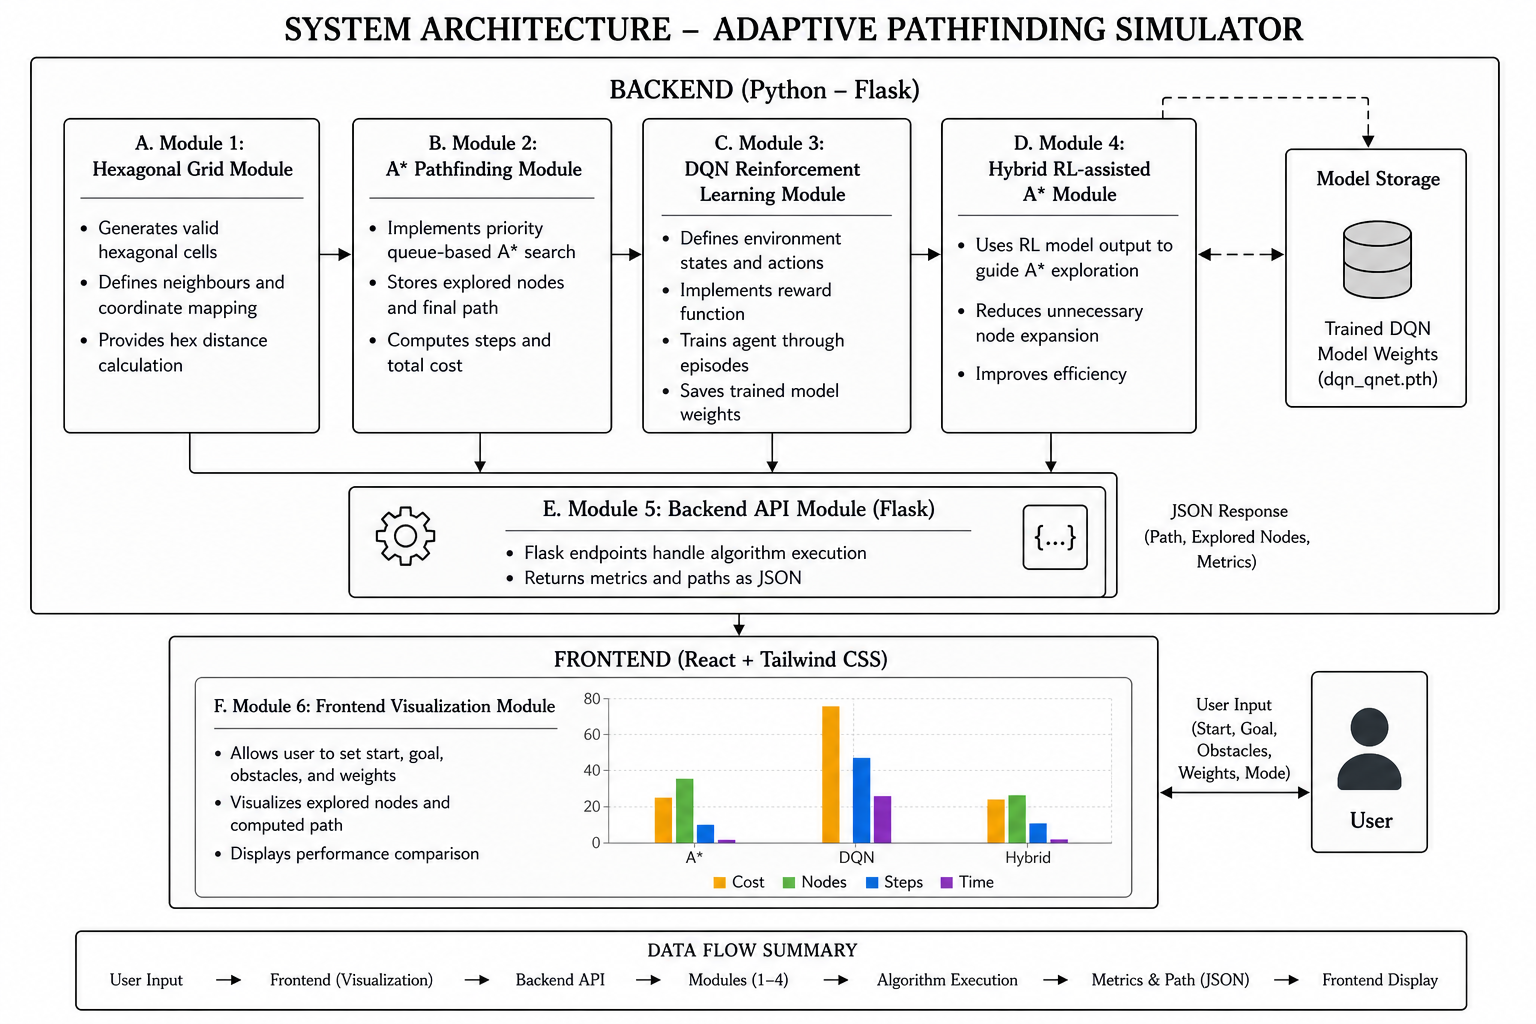 SYSTEM ARCHITECTURE – ADAPTIVE PATHFINDING SIMULATOR
BACKEND (Python – Flask)
A. Module 1:
Hexagonal Grid Module
• Generates valid
hexagonal cells
• Defines neighbours and
coordinate mapping
• Provides hex distance
calculation
B. Module 2:
A* Pathfinding Module
• Implements priority
queue-based A* search
• Stores explored nodes
and final path
• Computes steps and
total cost
C. Module 3:
DQN Reinforcement
Learning Module
• Defines environment
states and actions
• Implements reward
function
• Trains agent through
episodes
• Saves trained model
weights
D. Module 4:
Hybrid RL-assisted
A* Module
• Uses RL model output to
guide A* exploration
• Reduces unnecessary
node expansion
• Improves efficiency
Model Storage
Trained DQN
Model Weights
(dqn_qnet.pth)
E. Module 5: Backend API Module (Flask)
• Flask endpoints handle algorithm execution
• Returns metrics and paths as JSON
{...}
JSON Response
(Path, Explored Nodes,
Metrics)
FRONTEND (React + Tailwind CSS)
F. Module 6: Frontend Visualization Module
• Allows user to set start, goal,
obstacles, and weights
• Visualizes explored nodes and
computed path
• Displays performance comparison
80
60
40
20
0
A* DQN Hybrid
Cost Nodes Steps Time
User Input
(Start, Goal,
Obstacles,
Weights, Mode)
User
DATA FLOW SUMMARY
User Input → Frontend (Visualization) → Backend API → Modules (1–4) → Algorithm Execution → Metrics & Path (JSON) → Frontend Display